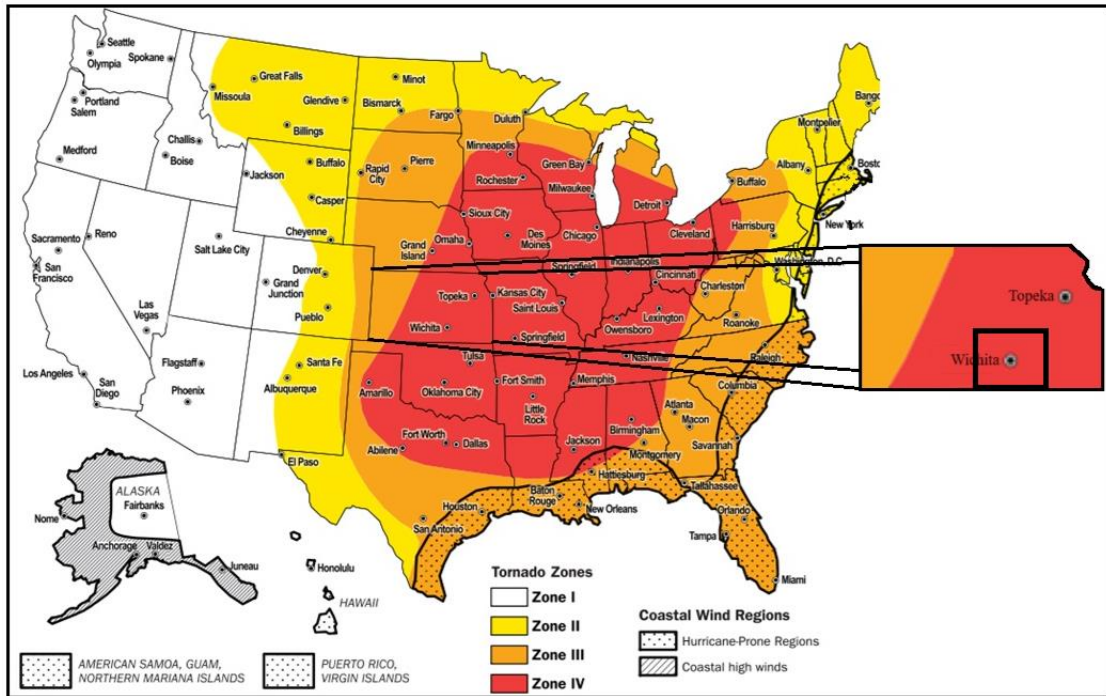 Seattle
Olympia
Spokane
Portland
Salem
Medford
Challis
Boise
Missoula
Great Falls
Glendive
Billings
Minot
Bismarck
Fargo
Duluth
Buffalo
Jackson
Casper
Cheyenne
Rapid
City
Pierre
Minneapolis
Rochester
Green Bay
Milwaukee
Detroit
Buffalo
Albany
Montpelier
Bango
Boston
New York
Harrisburg
Cleveland
Chicago
Sioux City
Omaha
Des
Moines
Grand
Island
Sacramento
Reno
San
Francisco
Salt Lake City
Las
Vegas
Denver
Grand
Junction
Pueblo
Topeka
Kansas City
Saint Louis
Springfield
Indianapolis
Cincinnati
Washington, D.C.
Charleston
Lexington
Owensboro
Roanoke
Raleigh
Wichita
Springfield
Tulsa
Nashville
Los Angeles
San
Diego
Flagstaff
Phoenix
Santa Fe
Albuquerque
Amarillo
Oklahoma City
Fort Smith
Memphis
Little
Rock
Columbia
Atlanta
Macon
Birmingham
Savannah
Montgomery
Jackson
Hattiesburg
Tallahassee
El Paso
Abilene
Fort Worth
Dallas
Houston
San Antonio
Baton
Rouge
New Orleans
Orlando
Tampa
Miami
Topeka
Wichita
ALASKA
Fairbanks
Nome
Anchorage
Valdez
Juneau
Honolulu
HAWAII
AMERICAN SAMOA, GUAM,
NORTHERN MARIANA ISLANDS
PUERTO RICO,
VIRGIN ISLANDS
Tornado Zones
Zone I
Zone II
Zone III
Zone IV
Coastal Wind Regions
Hurricane-Prone Regions
Coastal high winds